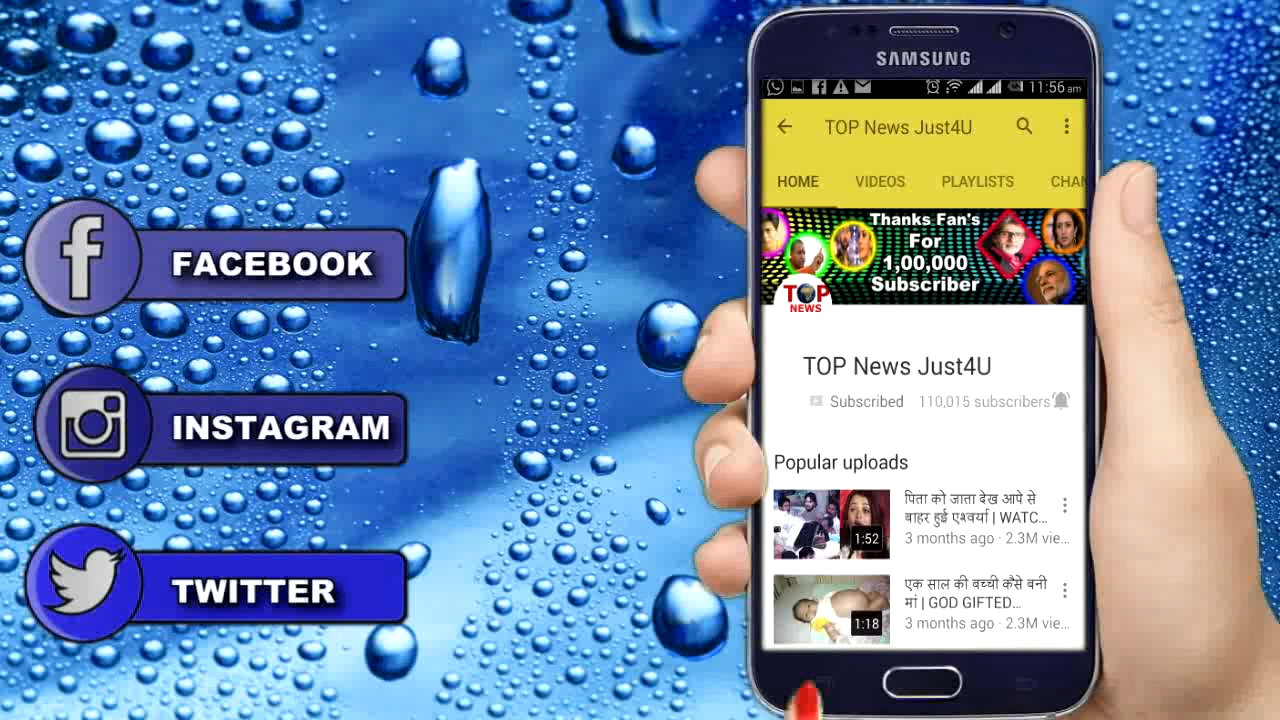 FACEBOOK
INSTAGRAM
TWITTER
SAMSUNG
11:56 am
TOP News Just4U
HOME VIDEOS PLAYLISTS CHAN
Thanks Fan's
For
1,00,000
Subscriber
TOP
NEWS
TOP News Just4U
Subscribed 110,015 subscribers
Popular uploads
पिता को जाता देख आपे से
बाहर हुई एश्वर्या | WATC...
3 months ago · 2.3M vie...
1:52
एक साल की बच्ची कैसे बनी
मां | GOD GIFTED...
3 months ago · 2.3M vie...
1:18